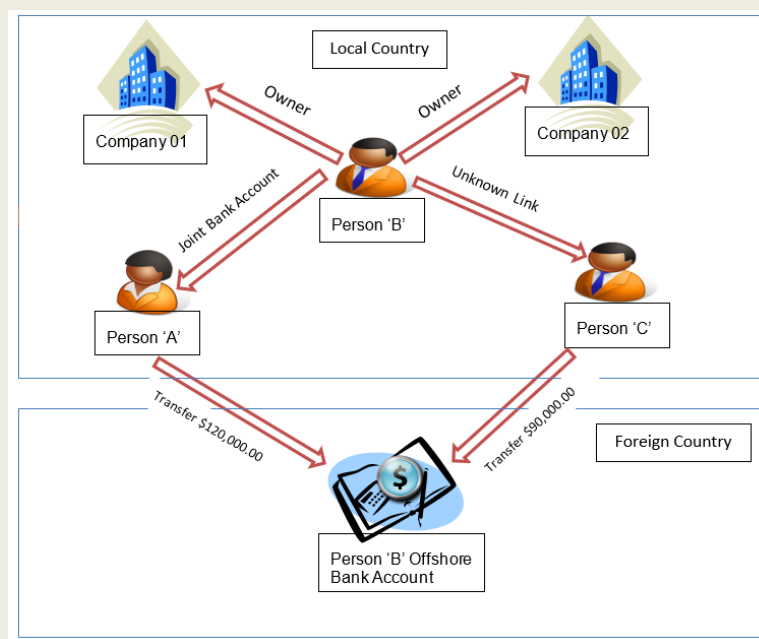 Local Country
Owner
Owner
Company 01
Company 02
Joint Bank Account
Unknown Link
Person 'B'
Person 'A'
Person 'C'
Transfer $120,000.00
Transfer $90,000.00
Foreign Country
$
Person 'B' Offshore
Bank Account